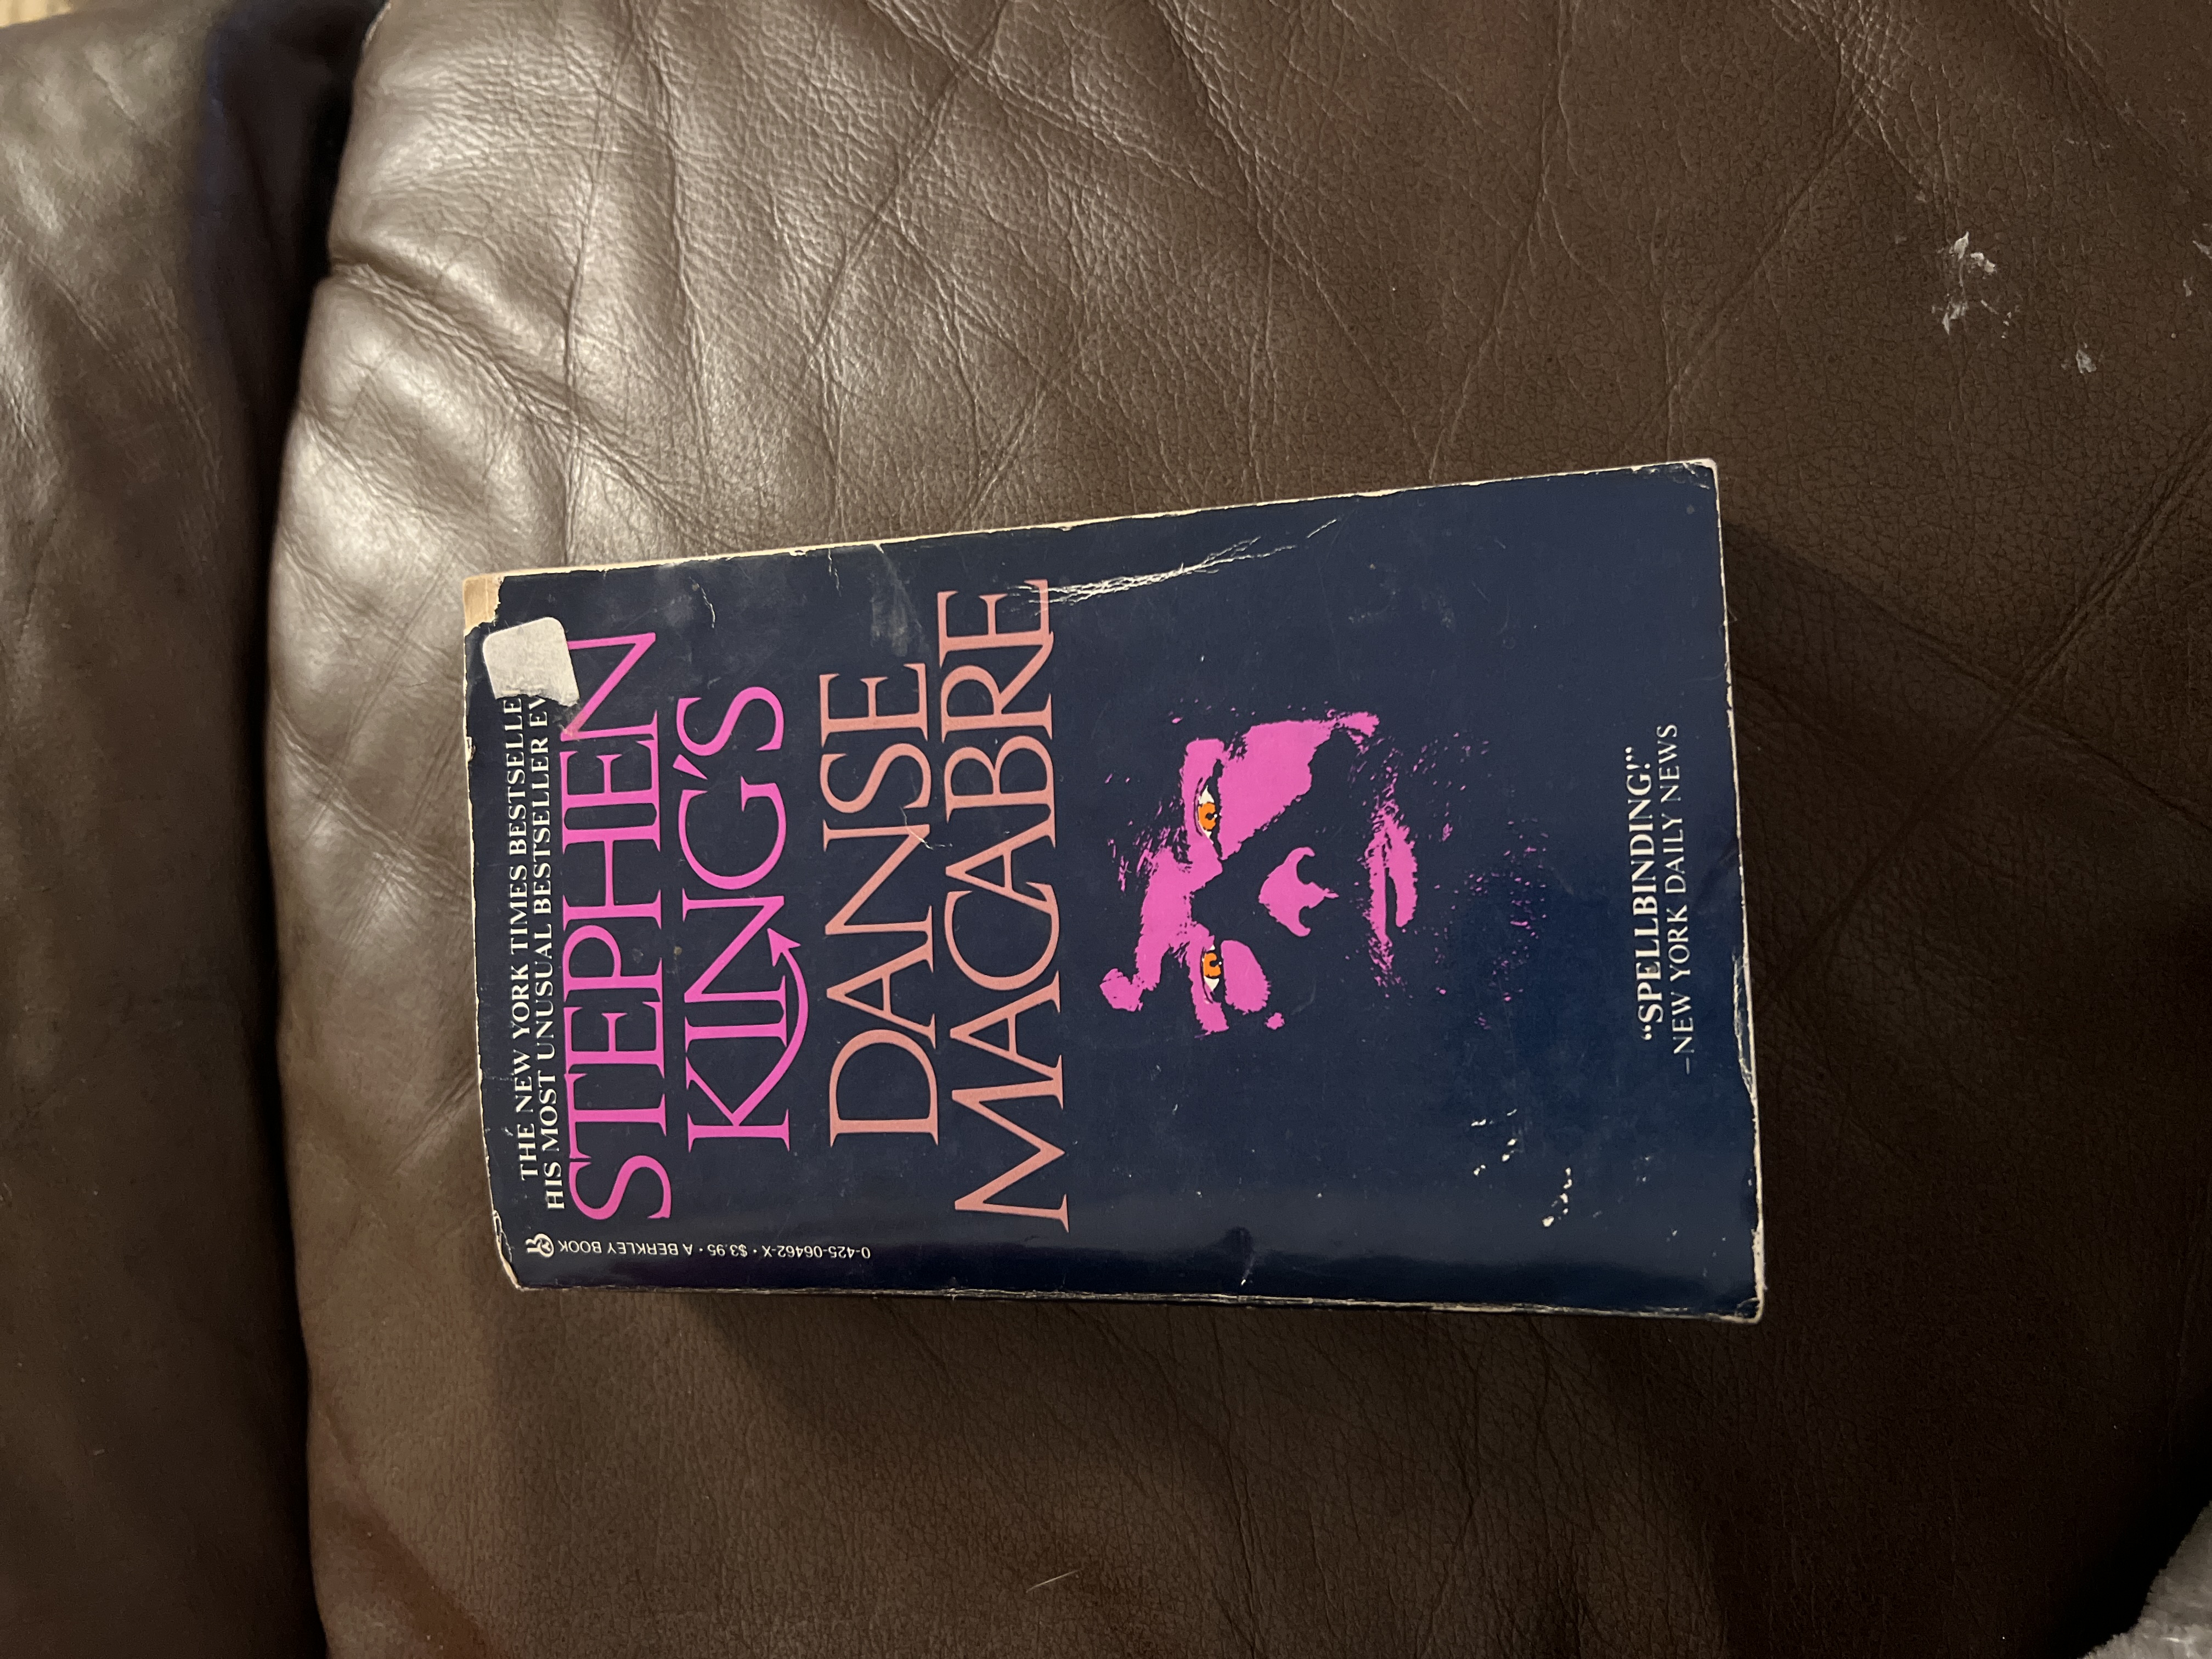 THE NEW YORK TIMES BESTSELLE
HIS MOST UNUSUAL BESTSELLER EV
STEPHEN
KING'S
DANSE
MACABRE
"SPELLBINDING!"
–NEW YORK DAILY NEWS
0-425-06462-X • $3.95 • A BERKLEY BOOK